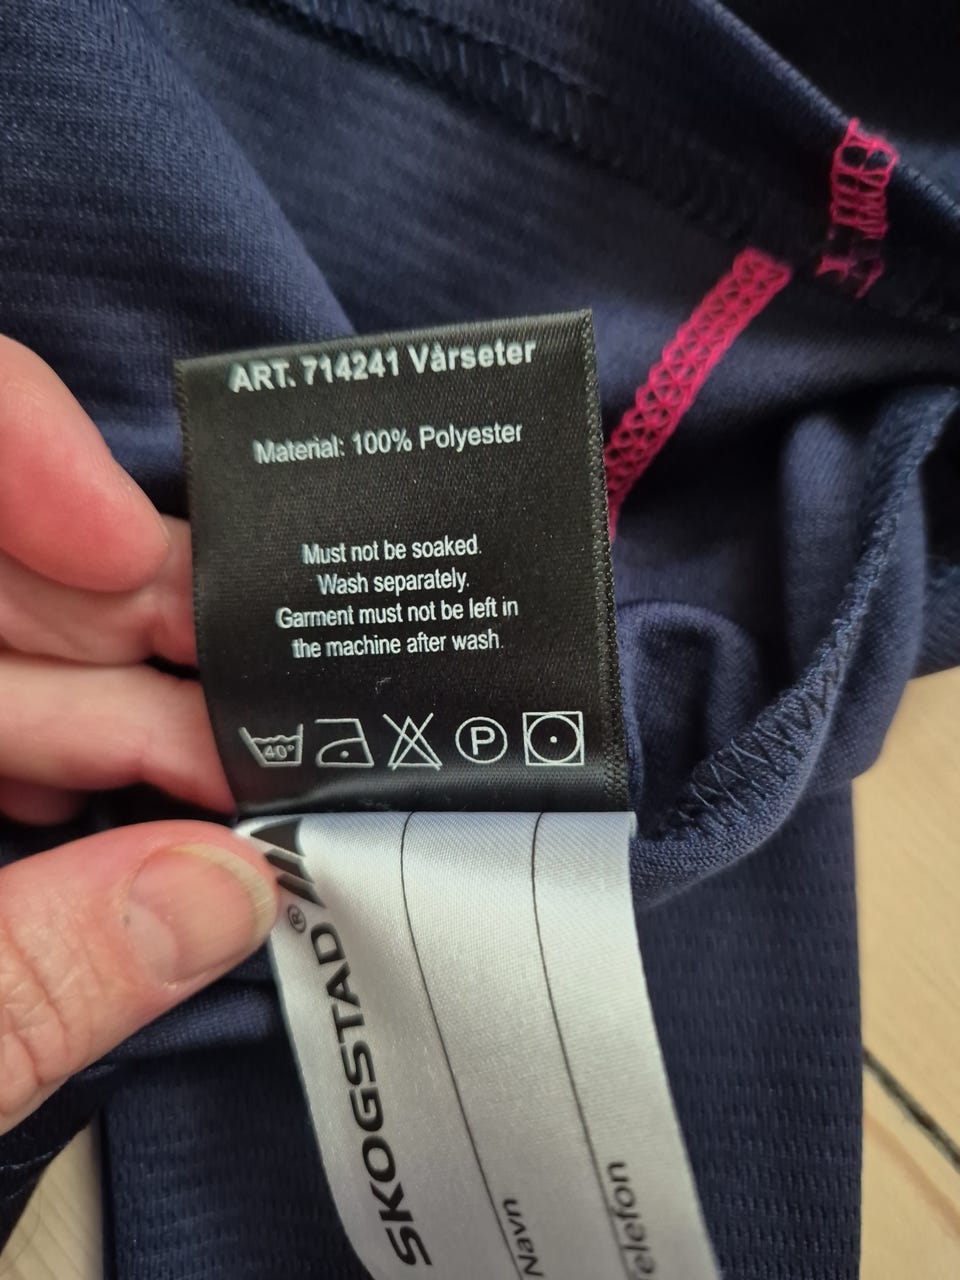 ART. 714241 Vårseter
Material: 100% Polyester
Must not be soaked.
Wash separately.
Garment must not be left in
the machine after wash.
40°
P
SKOGSTAD®
Navn
Telefon